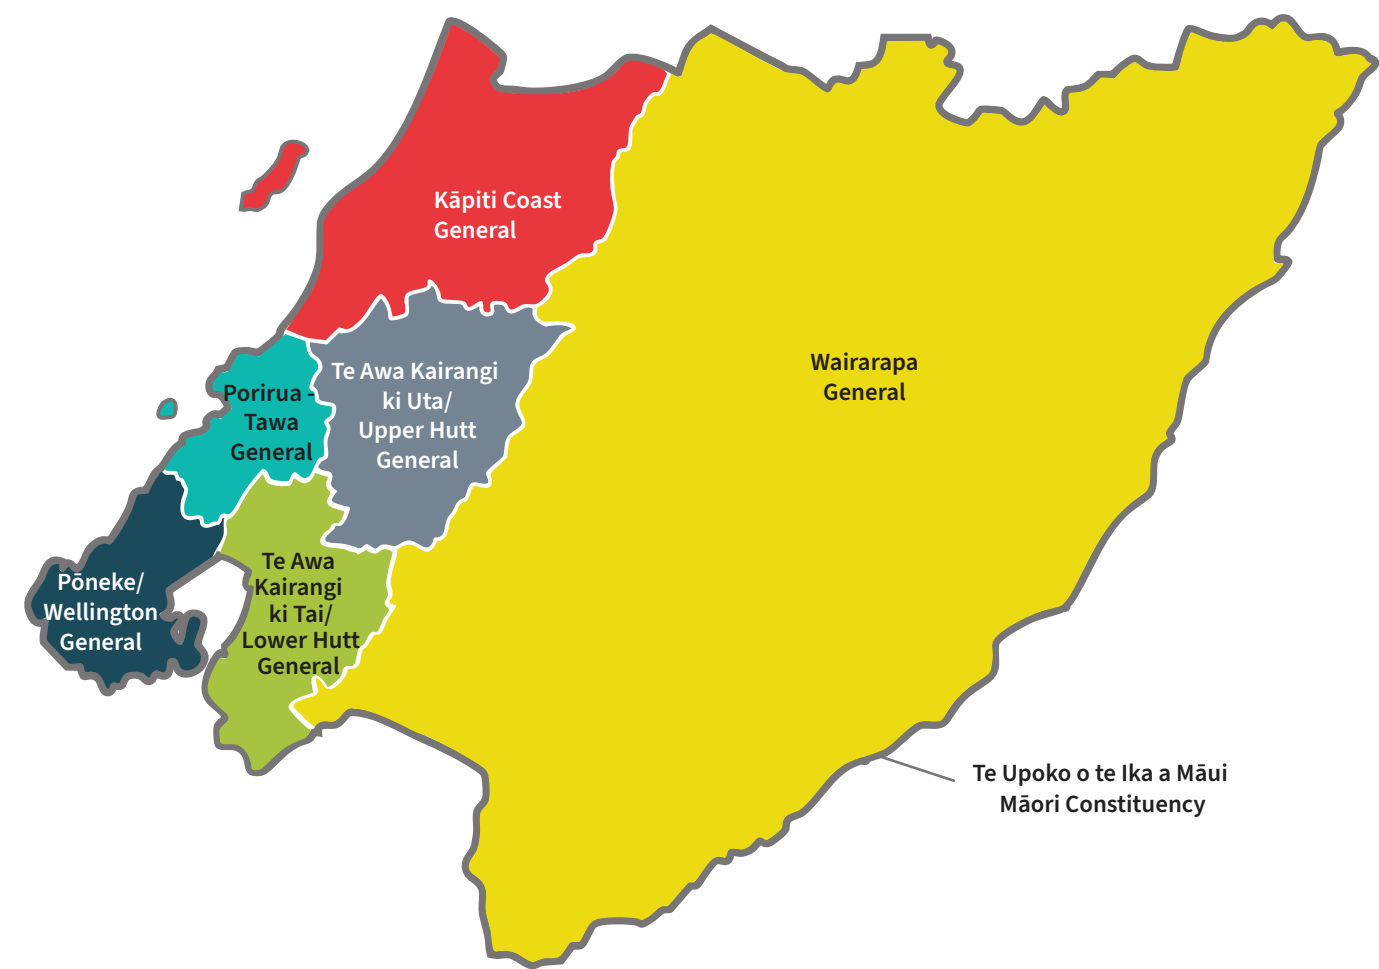 Kāpiti Coast
General
Te Awa Kairangi
ki Uta/
Upper Hutt
General
Wairarapa
General
Porirua -
Tawa
General
Te Awa
Kairangi
ki Tai/
Lower Hutt
General
Pōneke/
Wellington
General
Te Upoko o te Ika a Māui
Māori Constituency